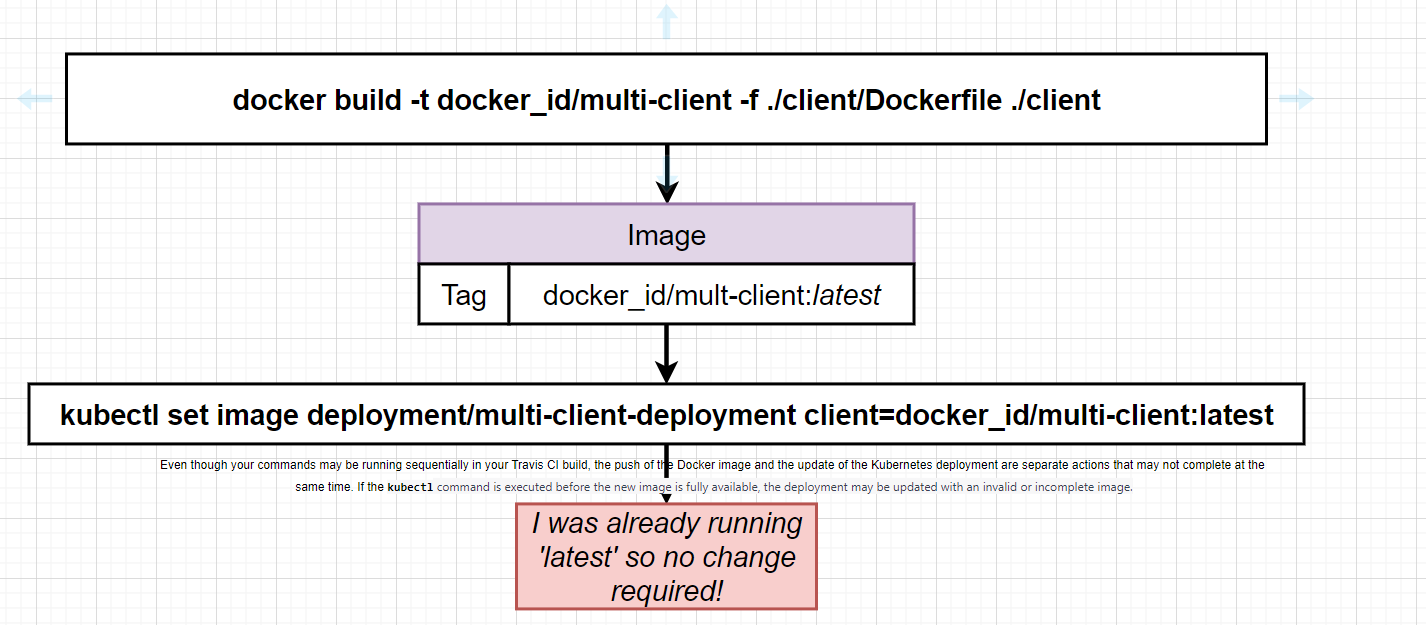 docker build -t docker_id/multi-client -f ./client/Dockerfile ./client
Image
Tag docker_id/mult-client:latest
kubectl set image deployment/multi-client-deployment client=docker_id/multi-client:latest
Even though your commands may be running sequentially in your Travis CI build, the push of the Docker image and the update of the Kubernetes deployment are separate actions that may not complete at the
same time. If the kubectl command is executed before the new image is fully available, the deployment may be updated with an invalid or incomplete image.
I was already running
'latest' so no change
required!